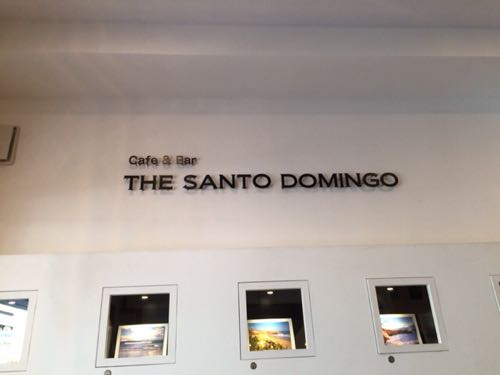 Cafe & Bar
THE SANTO DOMINGO